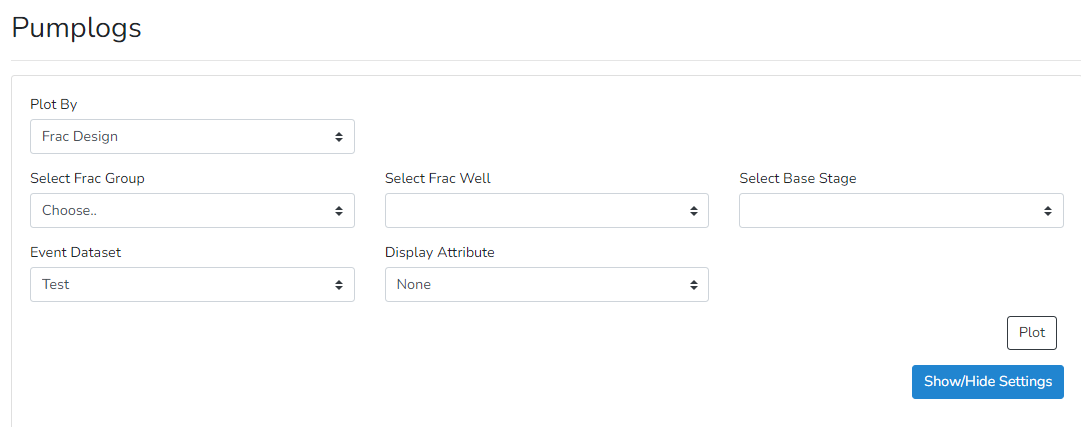 Pumplogs
Plot By
Frac Design
Select Frac Group
Select Frac Well
Select Base Stage
Choose..
Event Dataset
Display Attribute
Test
None
Plot
Show/Hide Settings